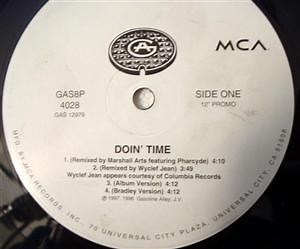 GA
MCA
GAS8P
4028
GAS 12979
SIDE ONE
12" PROMO
DOIN' TIME
1. (Remixed by Marshall Arts featuring Pharcyde) 4:10
2. (Remixed by Wyclef Jean) 3:49
Wyclef Jean appears courtesy of Columbia Records
3. (Album Version) 4:12
4. (Bradley Version) 4:12
℗ 1997, 1996 Gasoline Alley, J.V.
MFD. BY MCA RECORDS, INC., 70 UNIVERSAL CITY PLAZA, UNIVERSAL CITY, CA 91608